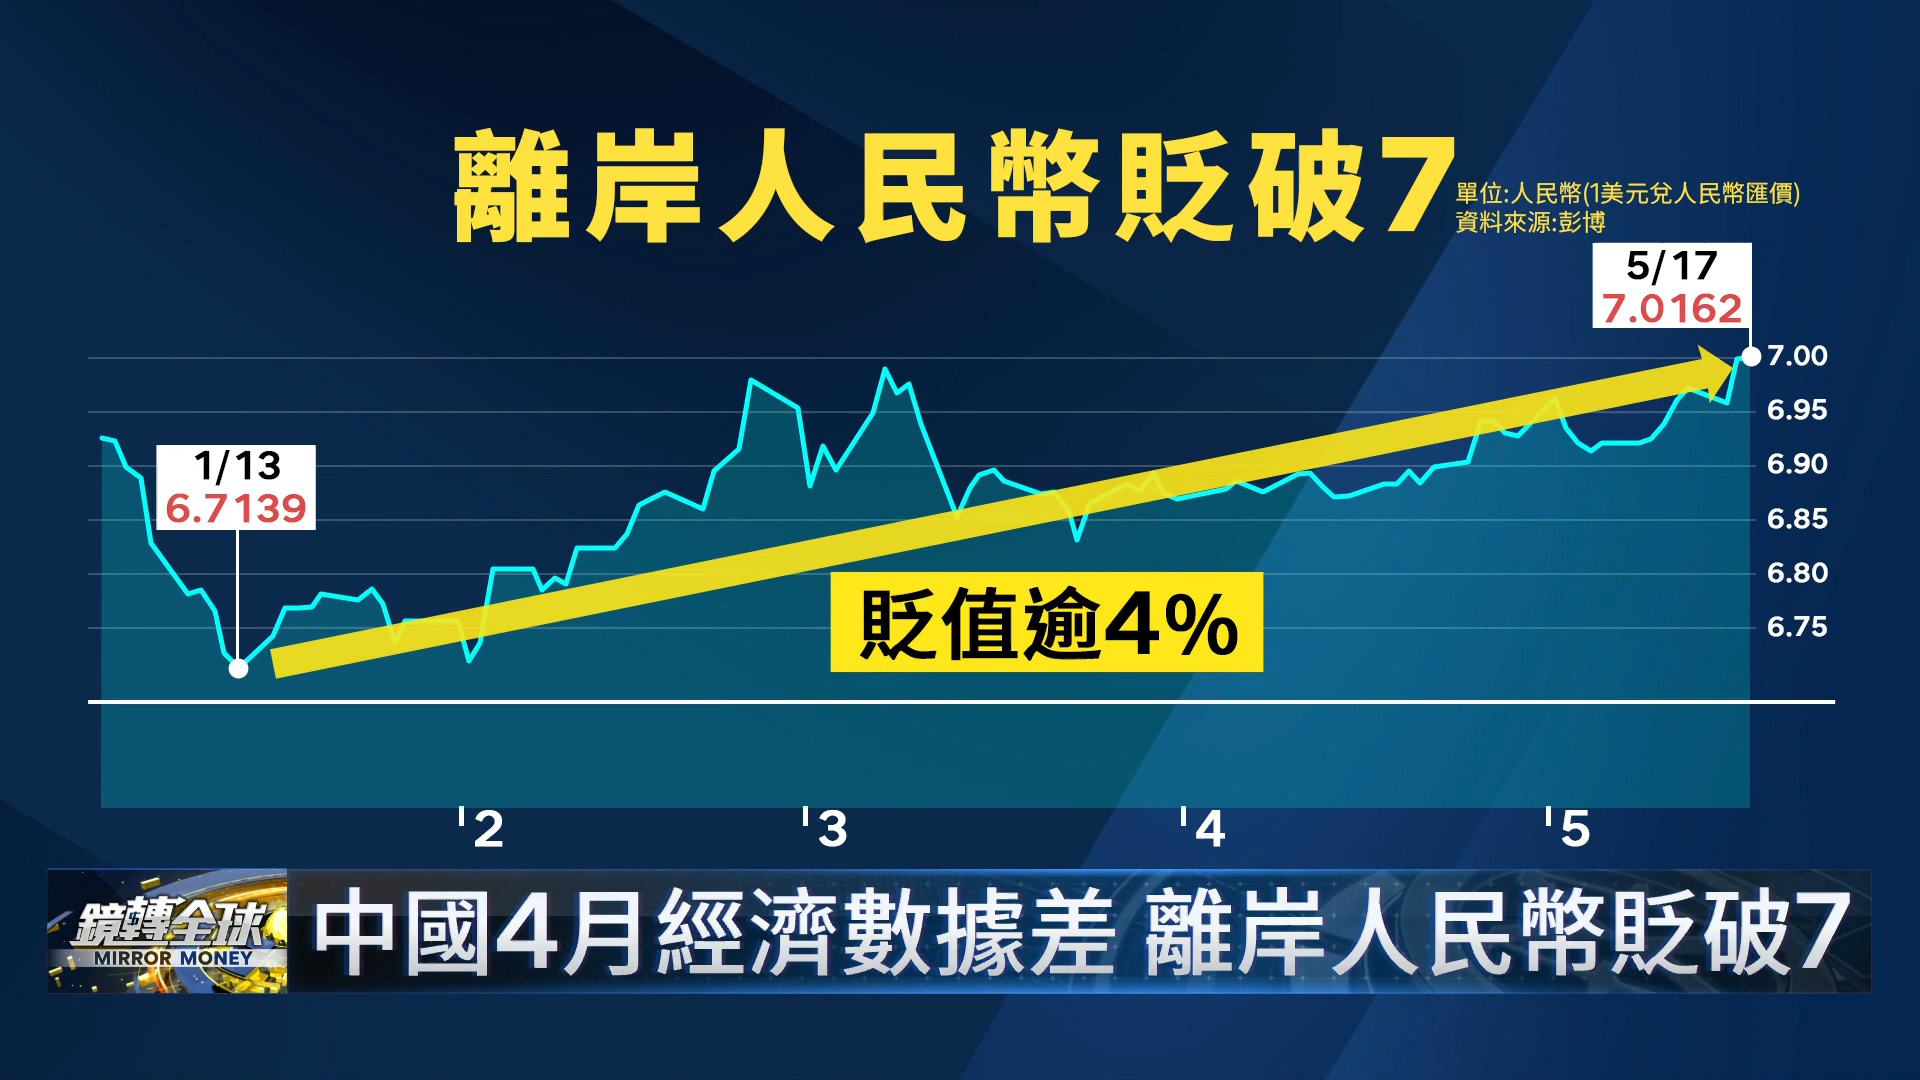 離岸人民幣貶破7
單位:人民幣(1美元兌人民幣匯價)
資料來源:彭博
5/17
7.0162
1/13
6.7139
7.00
6.95
6.90
6.85
6.80
6.75
貶值逾4%
2
3
4
5
鏡轉全球
MIRROR MONEY
中國4月經濟數據差 離岸人民幣貶破7